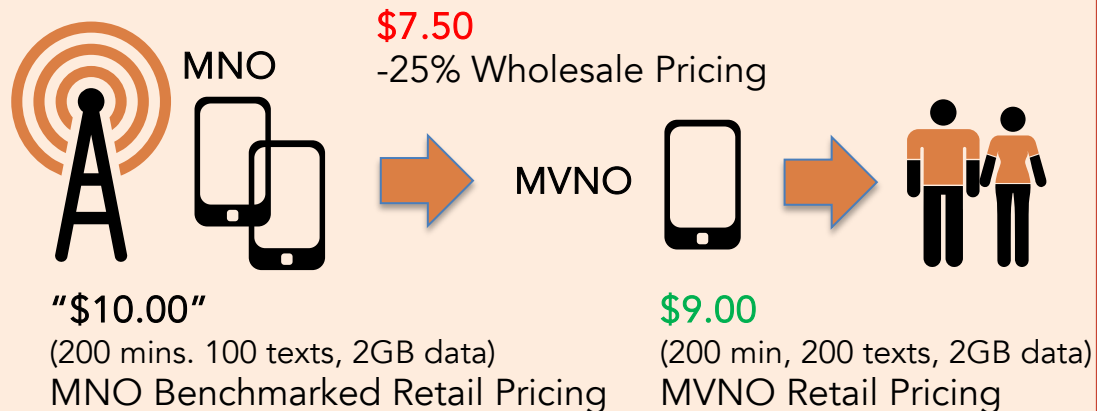 $7.50
-25% Wholesale Pricing
MNO
MVNO
"$10.00"
(200 mins. 100 texts, 2GB data)
MNO Benchmarked Retail Pricing
$9.00
(200 min, 200 texts, 2GB data)
MVNO Retail Pricing